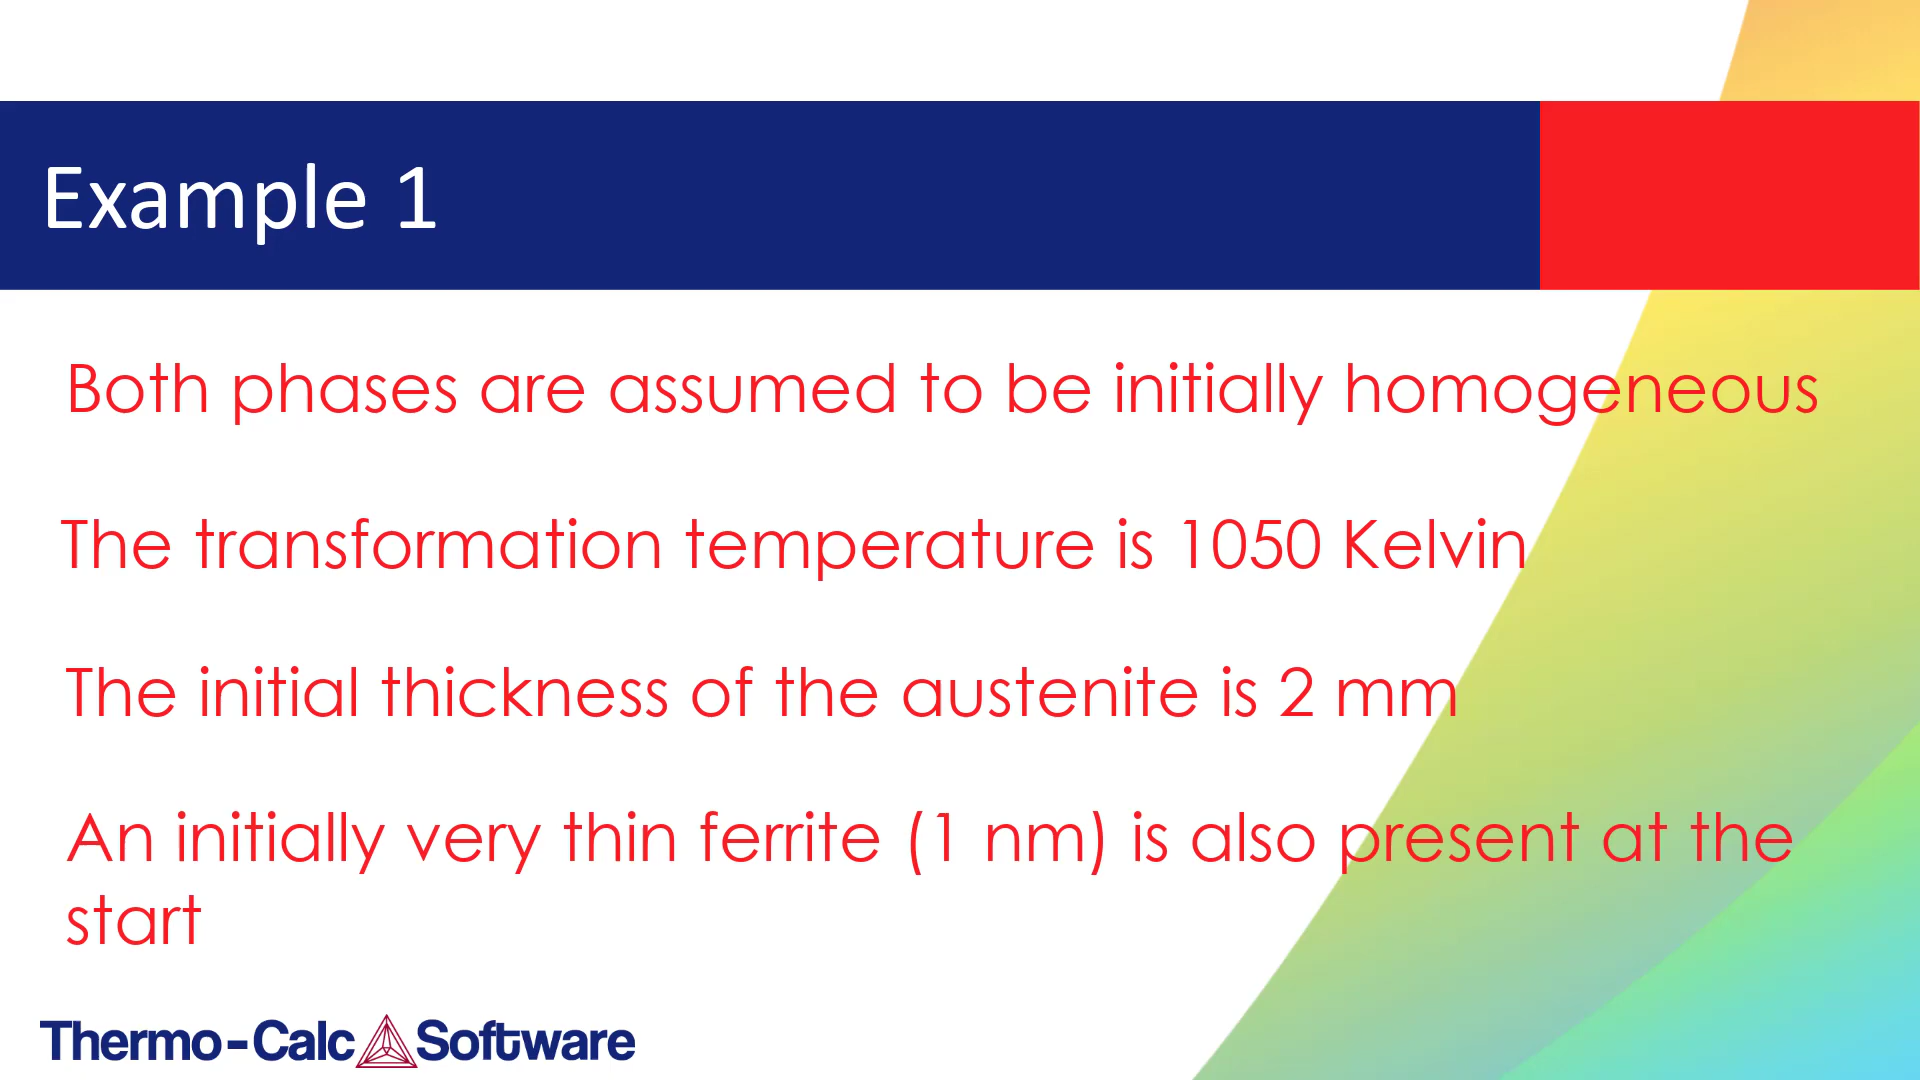 Example 1
Both phases are assumed to be initially homogeneous
The transformation temperature is 1050 Kelvin
The initial thickness of the austenite is 2 mm
An initially very thin ferrite (1 nm) is also present at the
start
Thermo-Calc Software